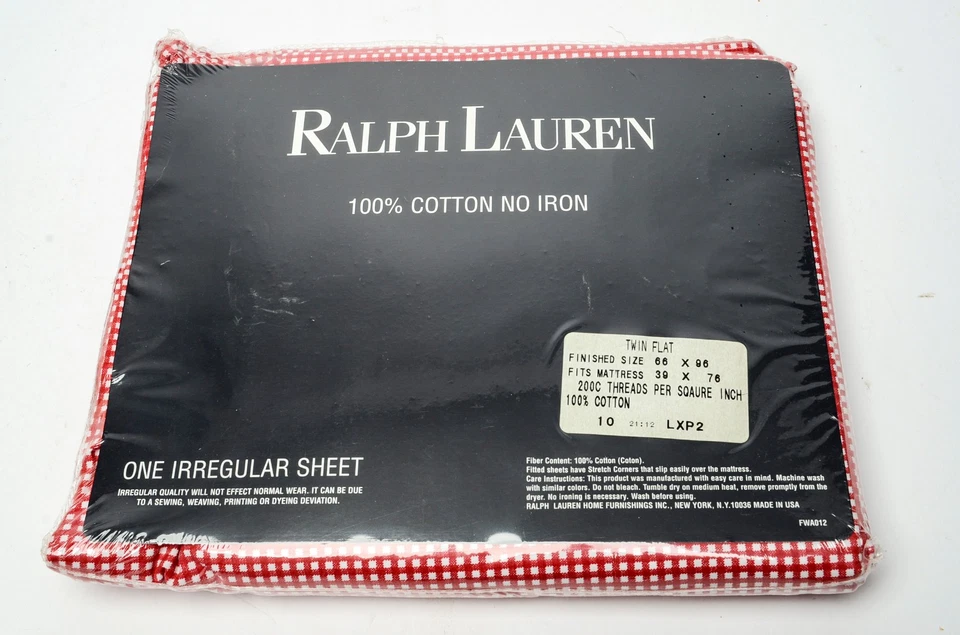 RALPH LAUREN
100% COTTON NO IRON
TWIN FLAT
FINISHED SIZE 66 X 96
FITS MATTRESS 39 X 76
200C THREADS PER SQAURE INCH
100% COTTON
10 21:12 LXP2
ONE IRREGULAR SHEET
IRREGULAR QUALITY WILL NOT EFFECT NORMAL WEAR. IT CAN BE DUE
TO A SEWING, WEAVING, PRINTING OR DYEING DEVIATION.
Fiber Content: 100% Cotton (Coton).
Fitted sheets have Stretch Corners that slip easily over the mattress.
Care Instructions: This product was manufactured with easy care in mind. Machine wash
with similar colors. Do not bleach. Tumble dry on medium heat, remove promptly from the
dryer. No ironing is necessary. Wash before using.
RALPH LAUREN HOME FURNISHINGS INC., NEW YORK, N.Y.10036 MADE IN USA
FWA012